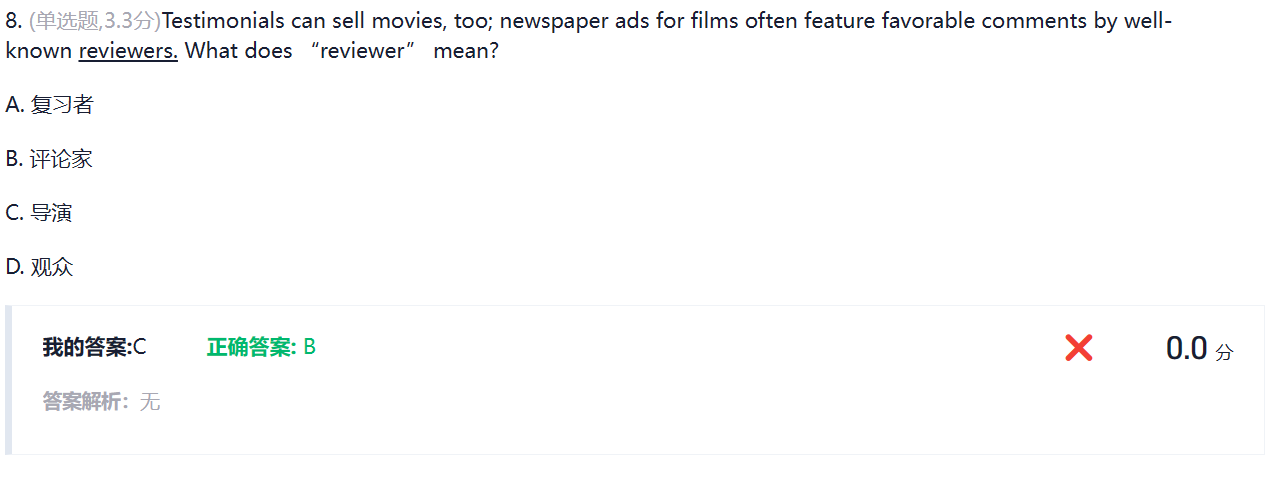 8. (单选题,3.3分)Testimonials can sell movies, too; newspaper ads for films often feature favorable comments by well-
known reviewers. What does “reviewer” mean?
A. 复习者
B. 评论家
C. 导演
D. 观众
我的答案:C 正确答案: B 0.0 分
答案解析：无